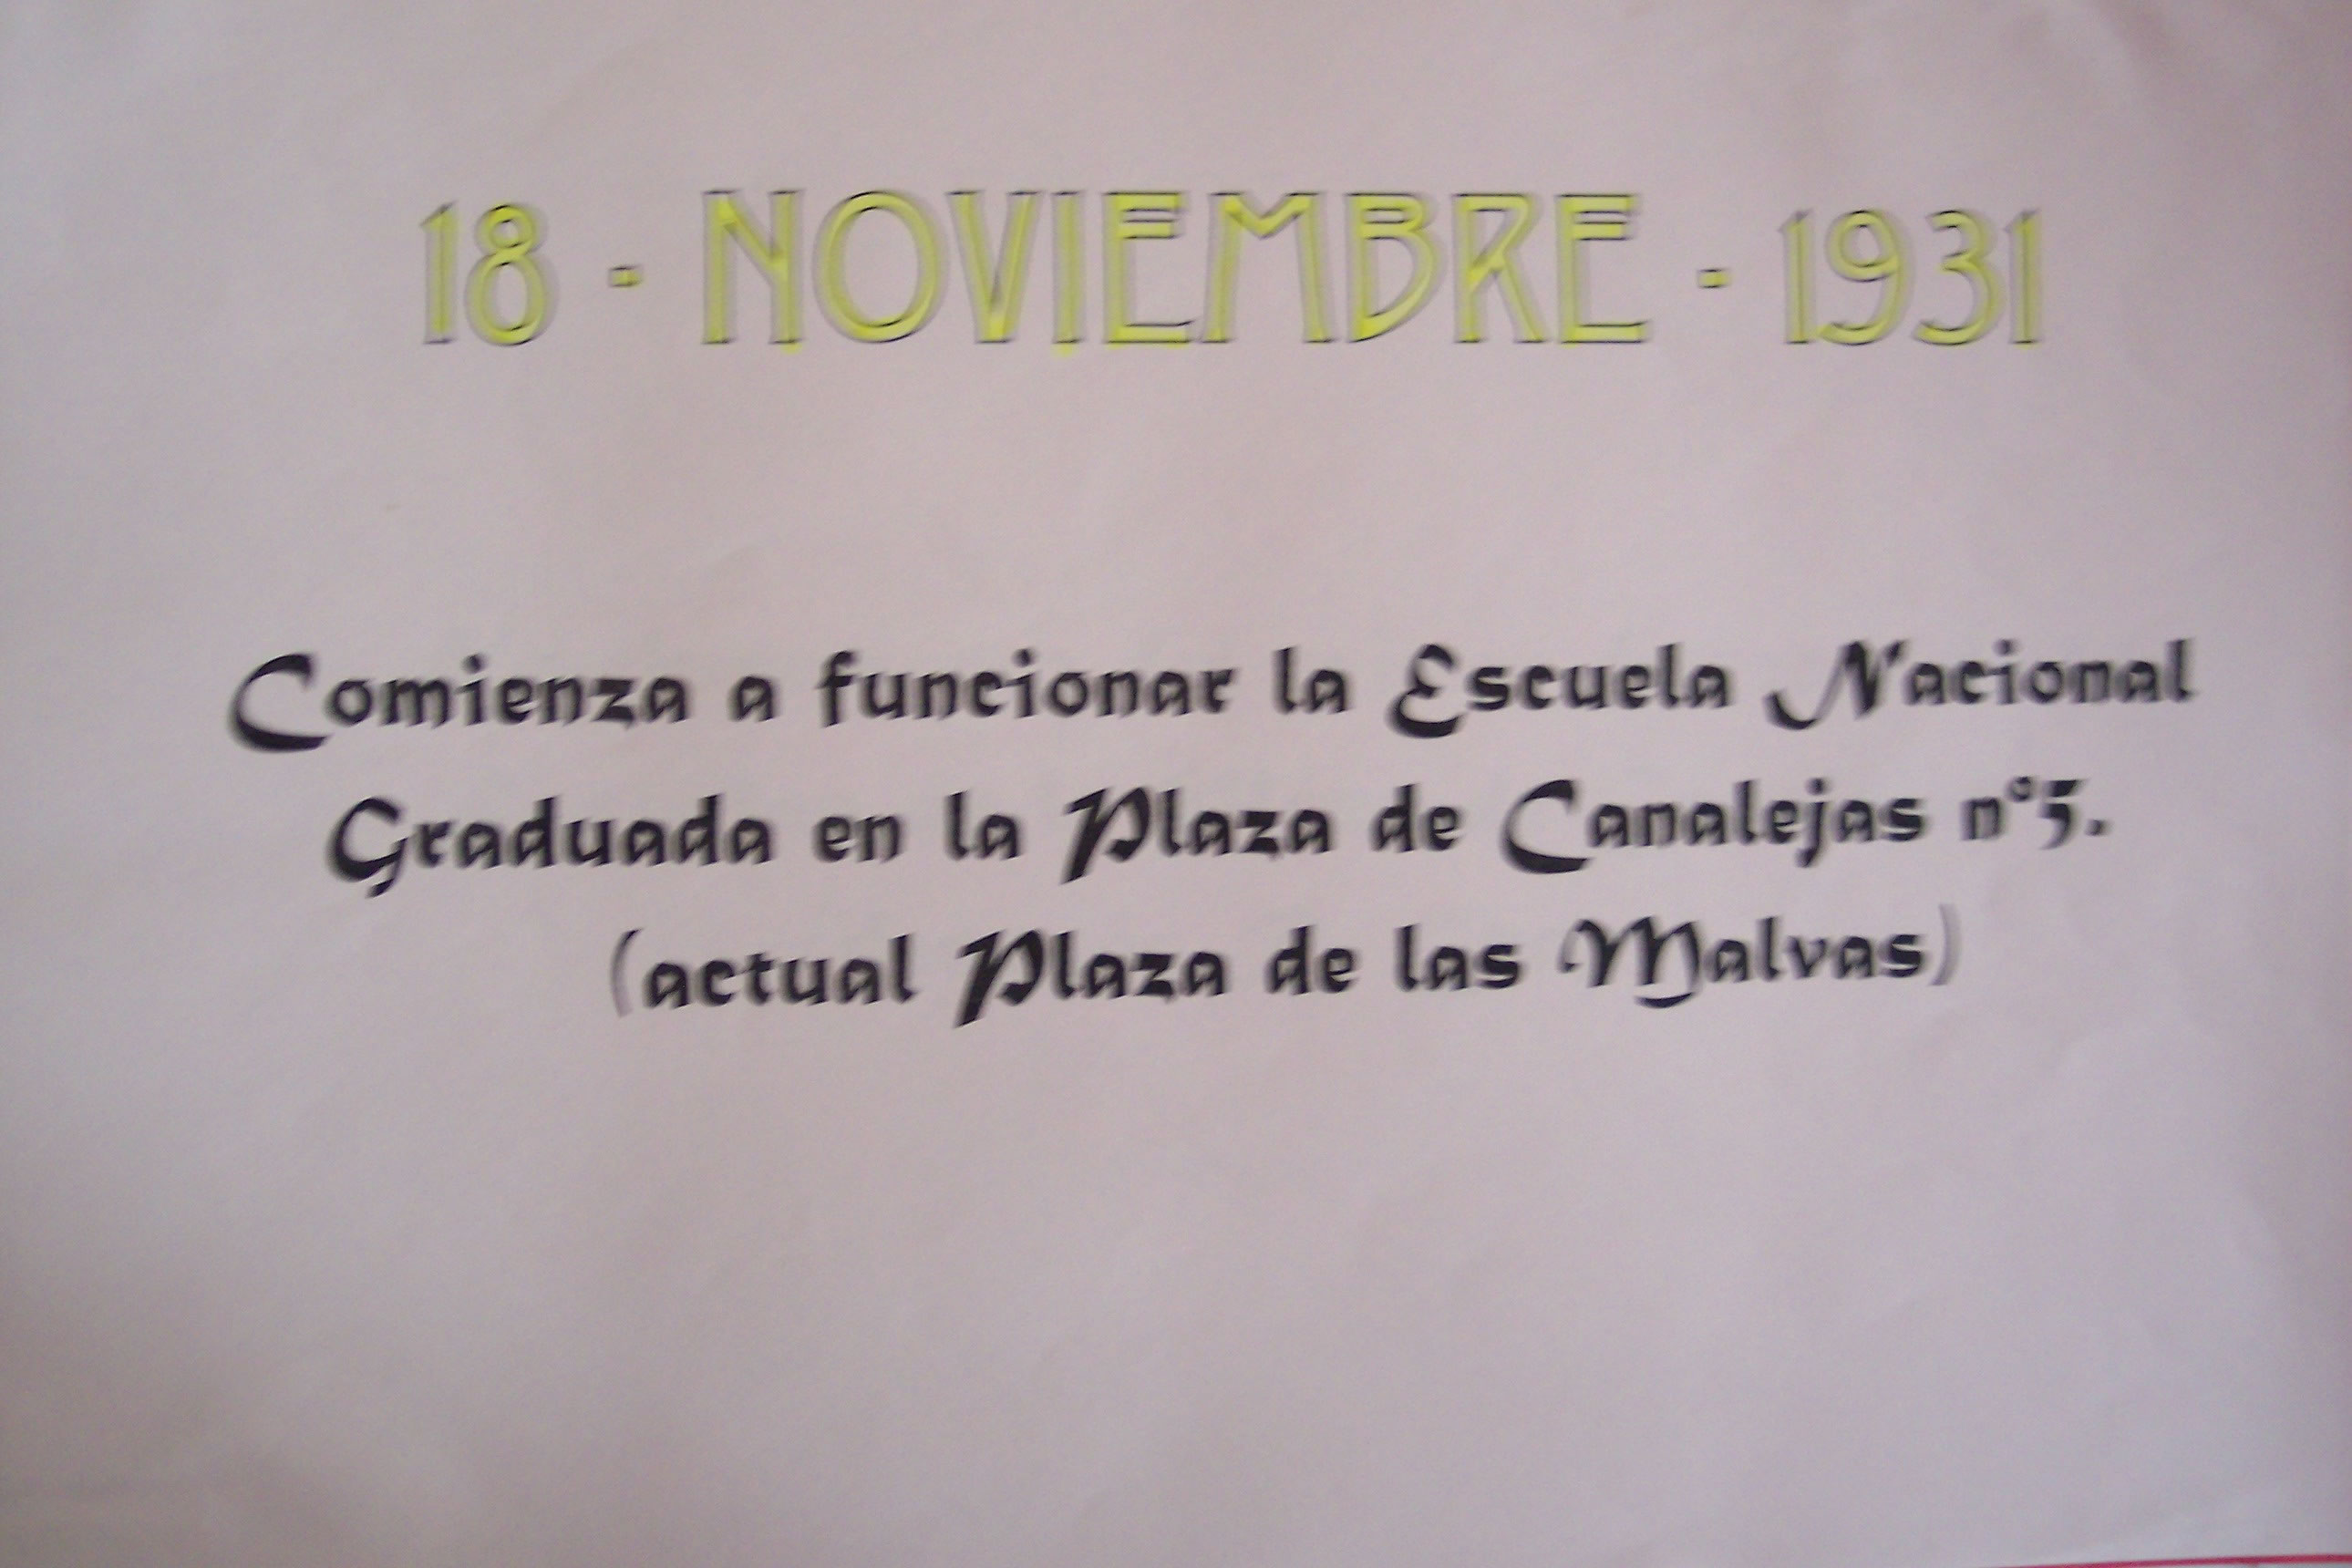 18 - NOVIEMBRE - 1931
Comienza a funcionar la Escuela Nacional
Graduada en la Plaza de Canalejas nº5.
(actual Plaza de las Malvas)